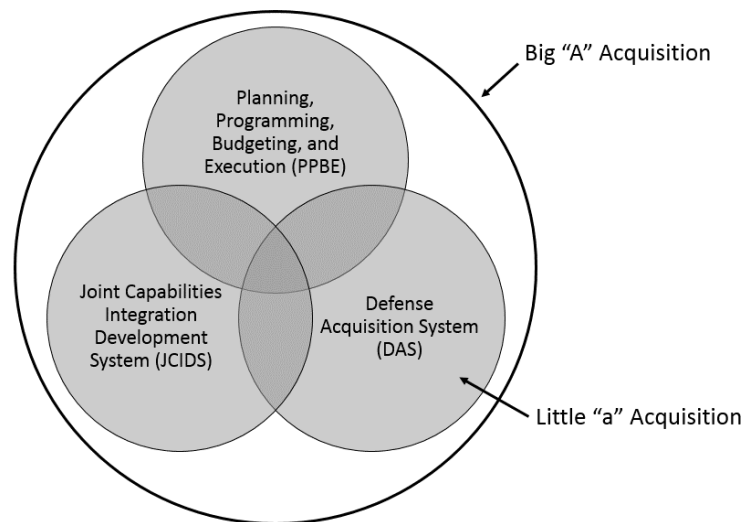 Big “A” Acquisition
Planning,
Programming,
Budgeting, and
Execution (PPBE)
Joint Capabilities
Integration
Development
System (JCIDS)
Defense
Acquisition System
(DAS)
Little “a” Acquisition